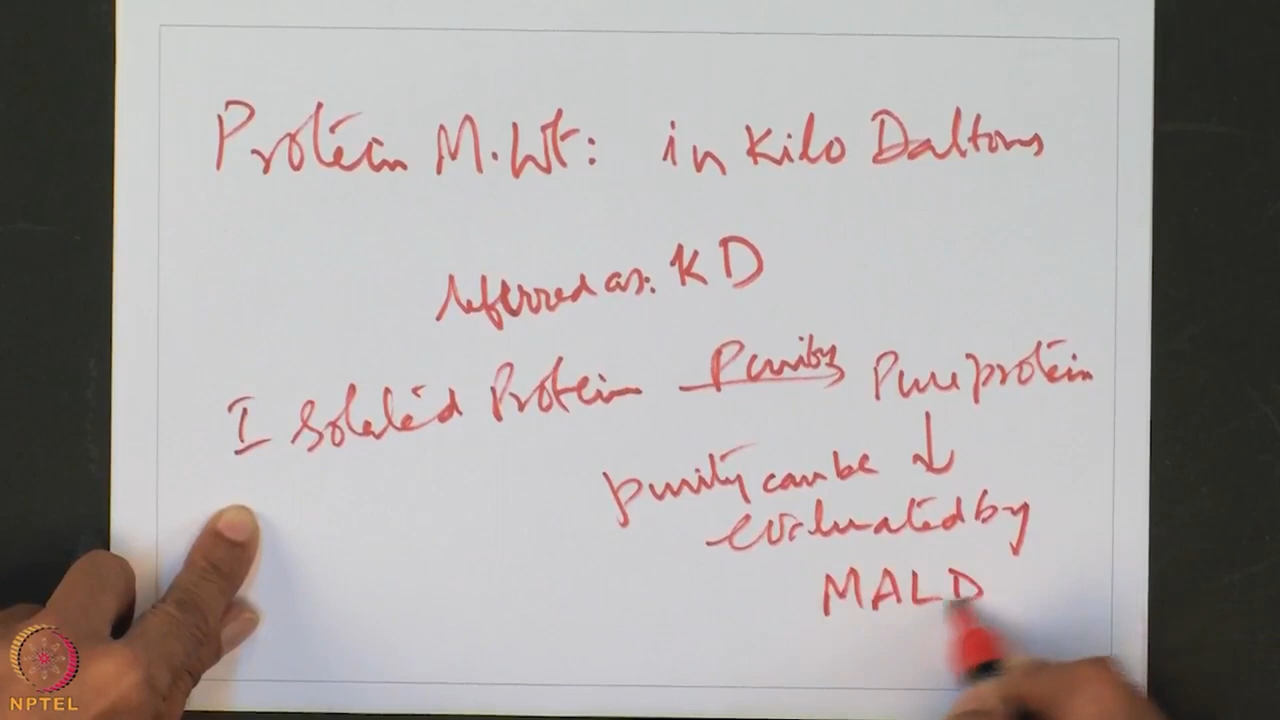 Protein M.Wt: in Kilo Daltons
referred as: KD
Isolated Protein Purity Pure protein
purity can be
evaluated by
MALD
NPTEL